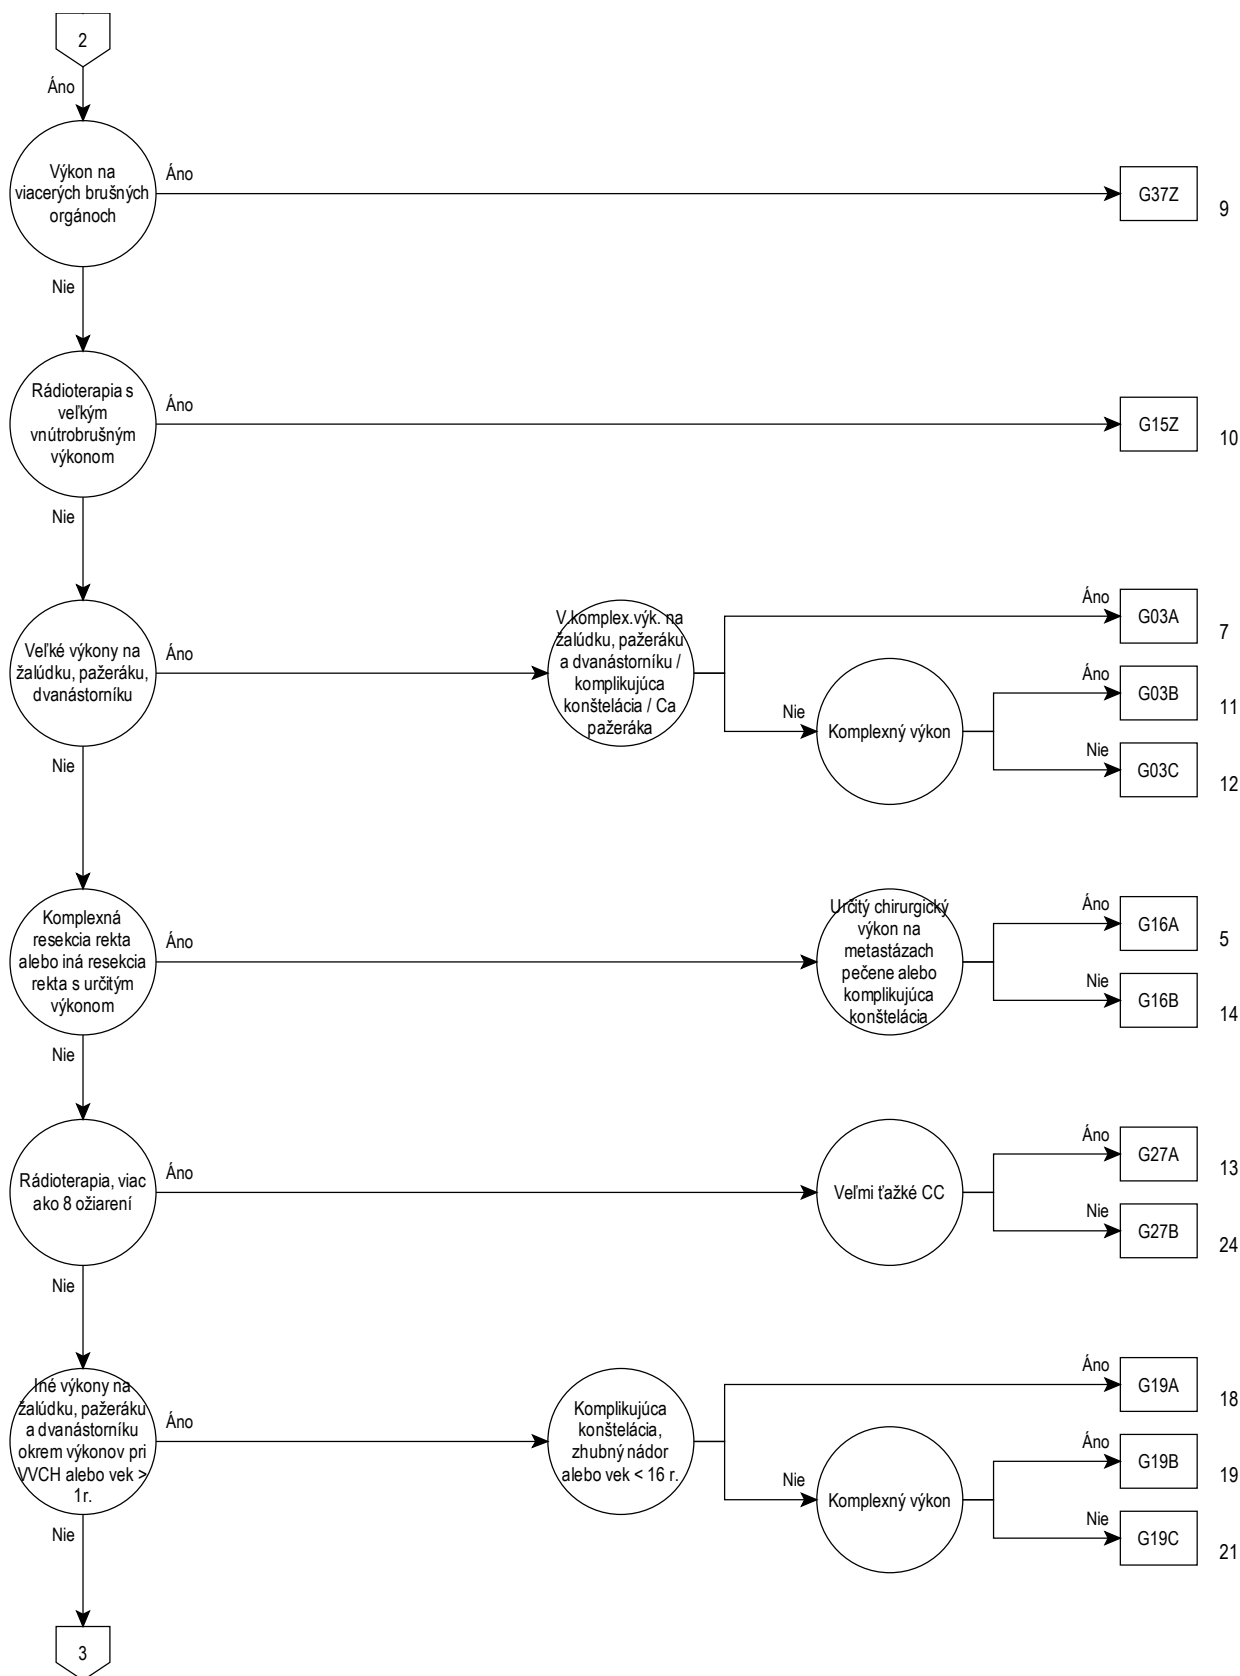 2
Áno
Výkon na
viacerých brušných
orgánoch
Áno
G37Z
9
Nie
Rádioterapia s
veľkým
vnútrobrušným
výkonom
Áno
G15Z
10
Nie
Veľké výkony na
žalúdku, pažeráku,
dvanástorníku
Áno
V.komplex.výk. na
žalúdku, pažeráku
a dvanástorníku /
komplikujúca
konštelácia / Ca
pažeráka
Áno
G03A
7
Nie
Komplexný výkon
Áno
G03B
11
Nie
G03C
12
Nie
Komplexná
resekcia rekta
alebo iná resekcia
rekta s určitým
výkonom
Áno
Určitý chirurgický
výkon na
metastázach
pečene alebo
komplikujúca
konštelácia
Áno
G16A
5
Nie
G16B
14
Nie
Rádioterapia, viac
ako 8 ožiarení
Áno
Veľmi ťažké CC
Áno
G27A
13
Nie
G27B
24
Nie
Iné výkony na
žalúdku, pažeráku
a dvanástorníku
okrem výkonov pri
VVCH alebo vek >
1r.
Áno
Komplikujúca
konštelácia,
zhubný nádor
alebo vek < 16 r.
Áno
G19A
18
Nie
Komplexný výkon
Áno
G19B
19
Nie
G19C
21
Nie
3